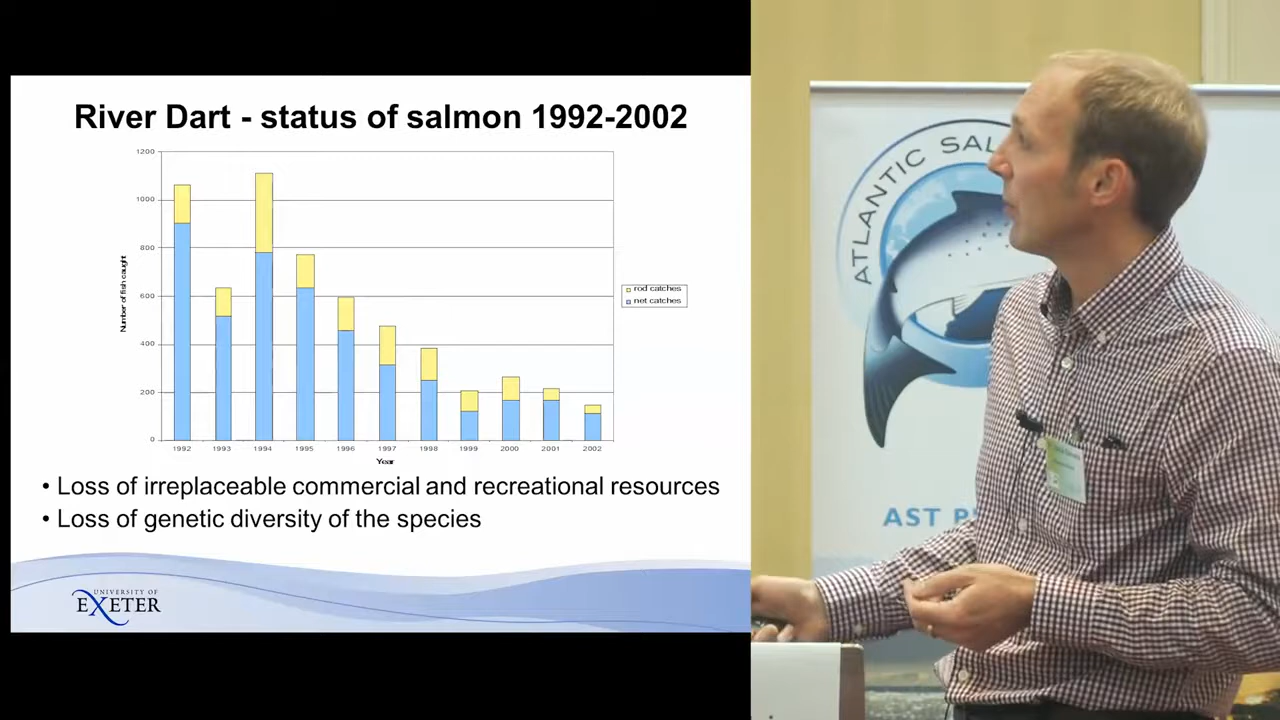 River Dart - status of salmon 1992-2002
1200
1000
800
600
400
200
0
Number of fish caught
1992 1993 1994 1995 1996 1997 1998 1999 2000 2001 2002
Year
rod catches
net catches
• Loss of irreplaceable commercial and recreational resources
• Loss of genetic diversity of the species
UNIVERSITY OF
EXETER
ATLANTIC SAL
AST P